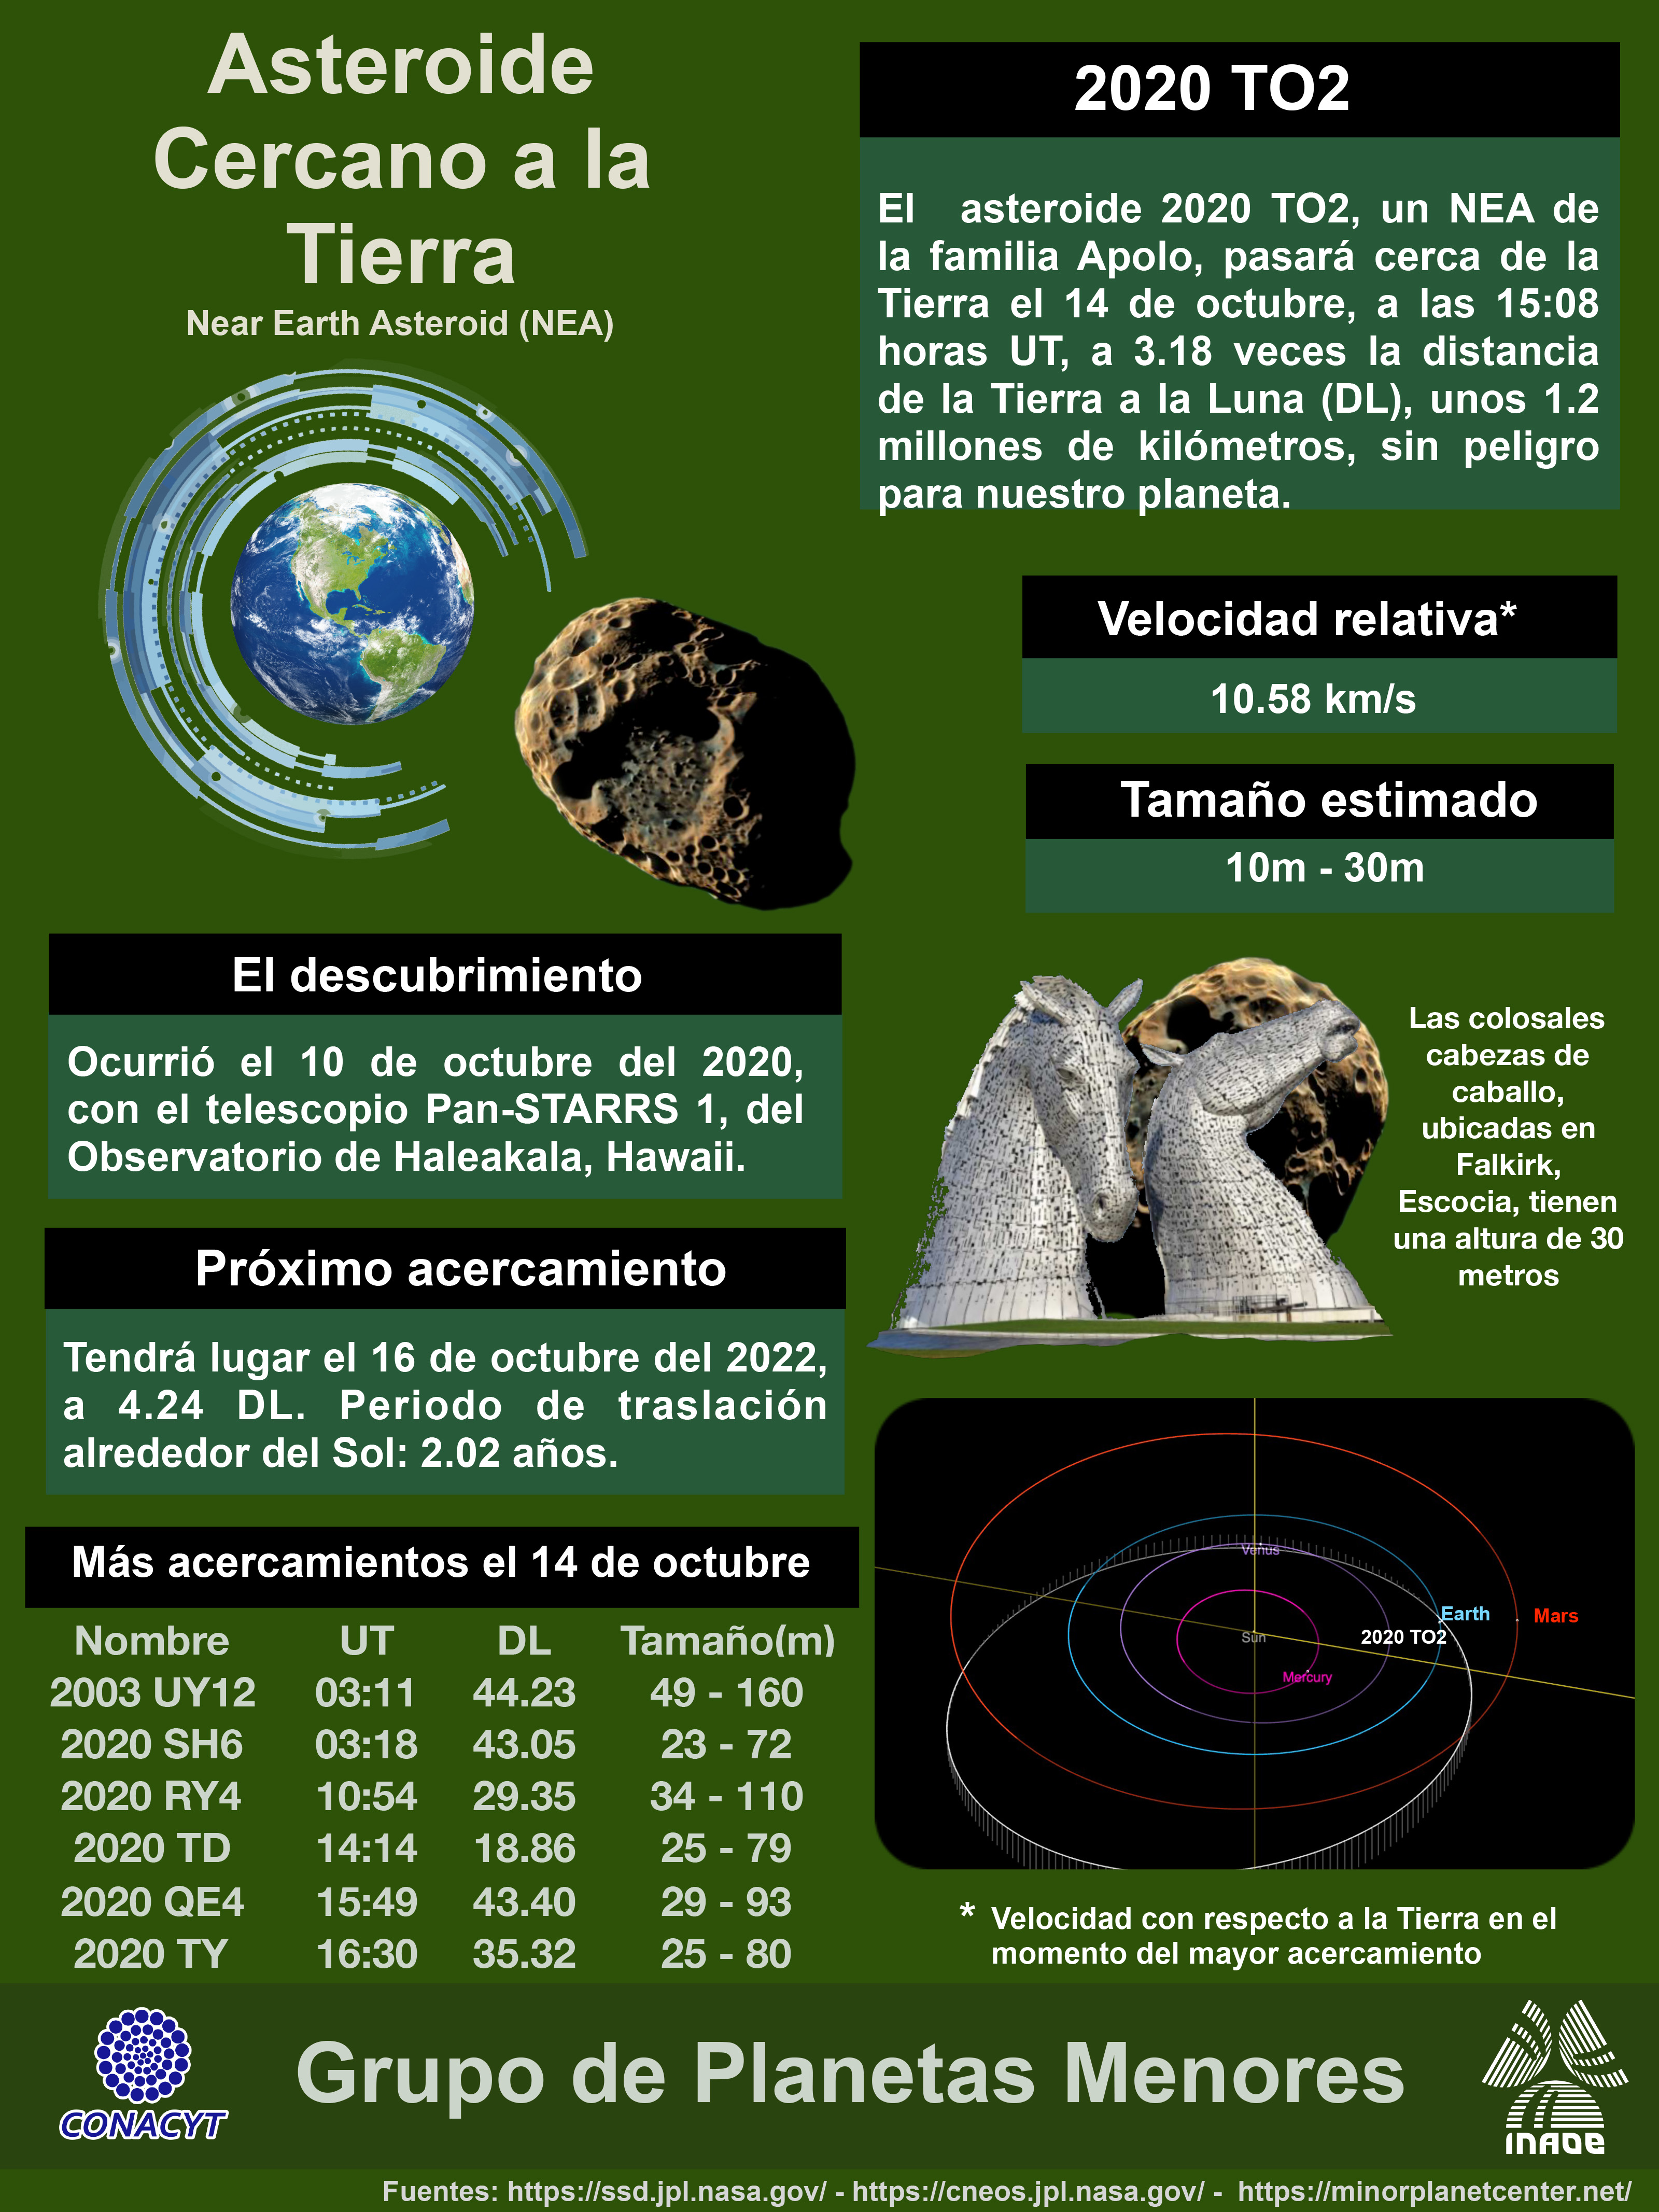 Asteroide
Cercano a la
Tierra
Near Earth Asteroid (NEA)
2020 TO2
El asteroide 2020 TO2, un NEA de
la familia Apolo, pasará cerca de la
Tierra el 14 de octubre, a las 15:08
horas UT, a 3.18 veces la distancia
de la Tierra a la Luna (DL), unos 1.2
millones de kilómetros, sin peligro
para nuestro planeta.
Velocidad relativa*
10.58 km/s
Tamaño estimado
10m - 30m
El descubrimiento
Ocurrió el 10 de octubre del 2020,
con el telescopio Pan-STARRS 1, del
Observatorio de Haleakala, Hawaii.
Las colosales
cabezas de
caballo,
ubicadas en
Falkirk,
Escocia, tienen
una altura de 30
metros
Próximo acercamiento
Tendrá lugar el 16 de octubre del 2022,
a 4.24 DL. Periodo de traslación
alrededor del Sol: 2.02 años.
Más acercamientos el 14 de octubre
Nombre UT DL Tamaño(m)
2003 UY12 03:11 44.23 49 - 160
2020 SH6 03:18 43.05 23 - 72
2020 RY4 10:54 29.35 34 - 110
2020 TD 14:14 18.86 25 - 79
2020 QE4 15:49 43.40 29 - 93
2020 TY 16:30 35.32 25 - 80
Venus
Earth
Mars
2020 TO2
Sun
Mercury
* Velocidad con respecto a la Tierra en el
momento del mayor acercamiento
CONACYT
Grupo de Planetas Menores
INAOE
Fuentes: https://ssd.jpl.nasa.gov/ - https://cneos.jpl.nasa.gov/ - https://minorplanetcenter.net/